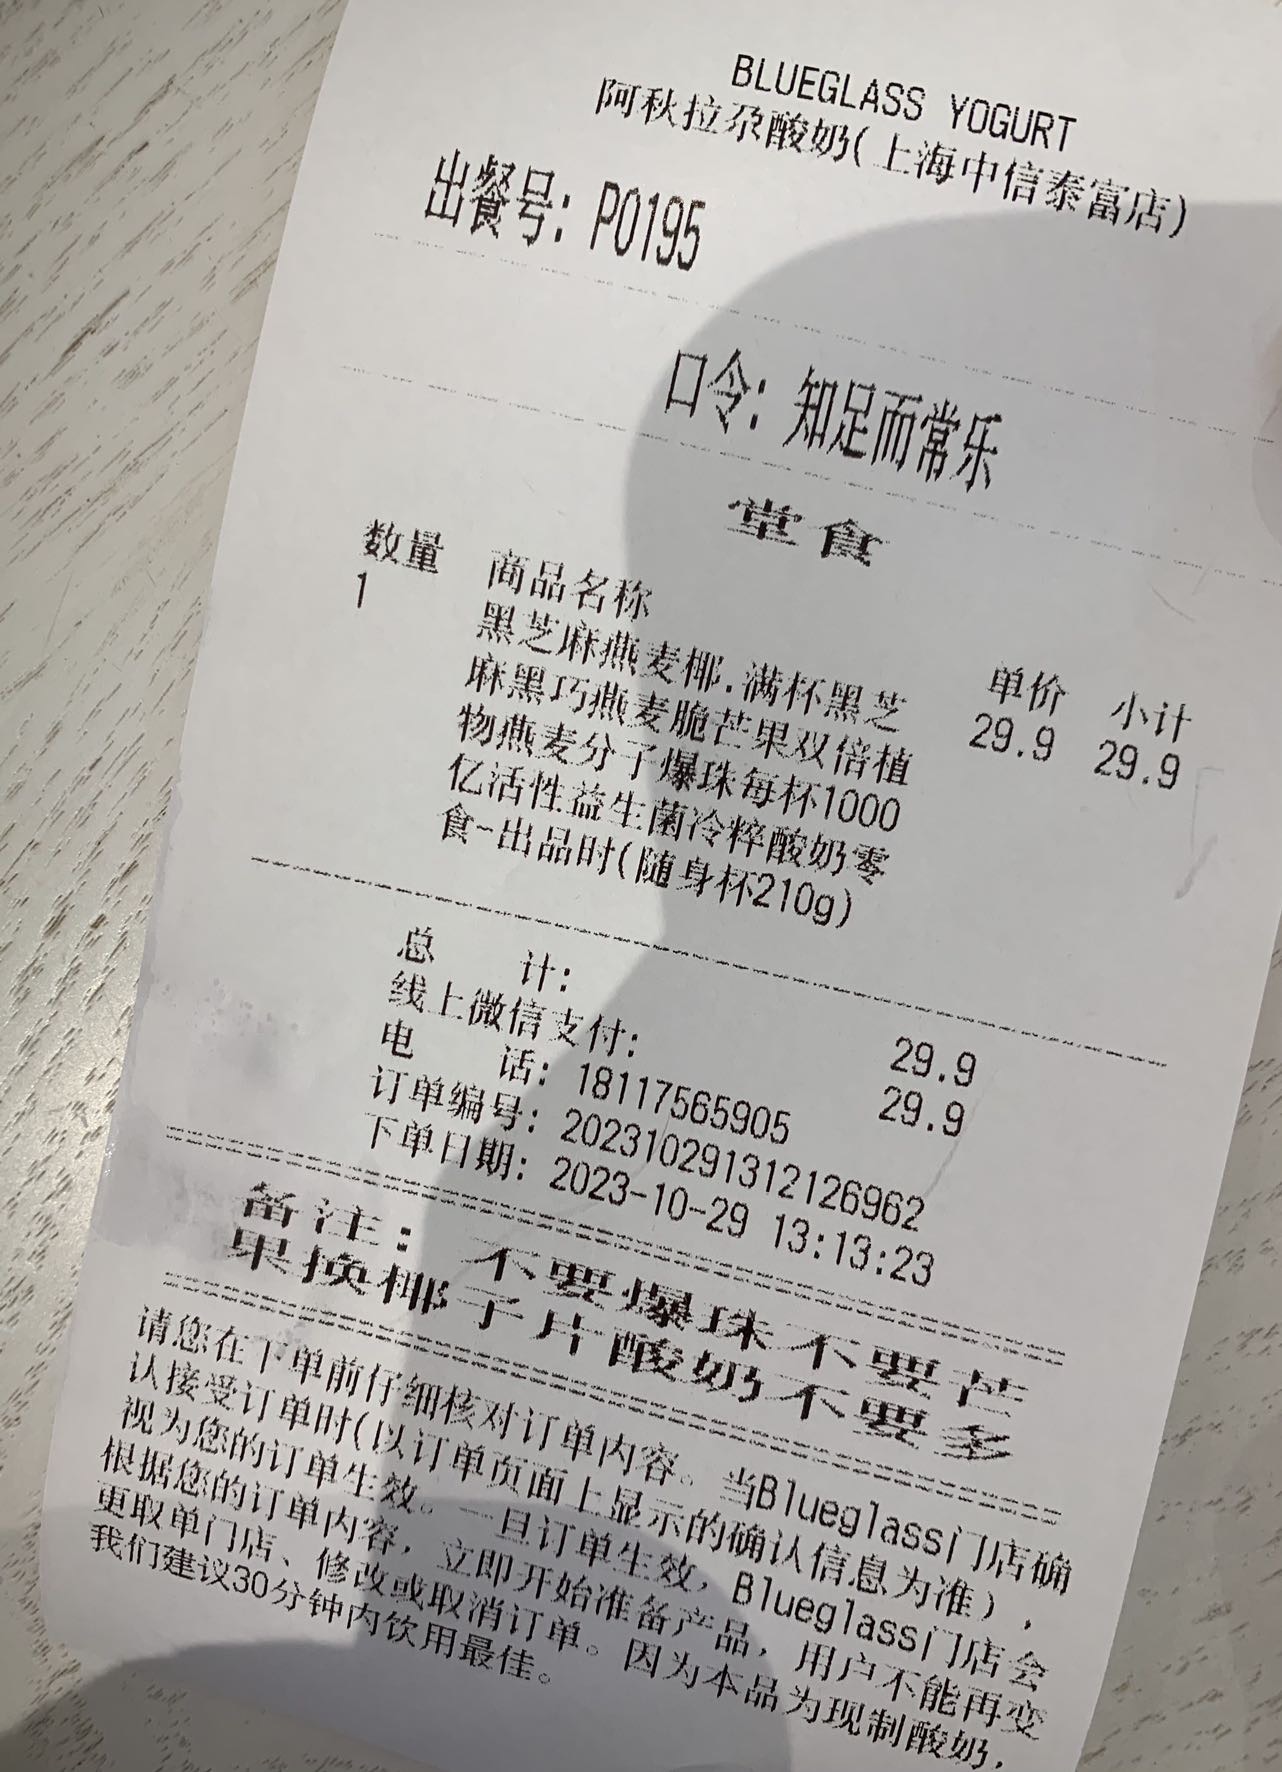 BLUEGLASS YOGURT
阿秋拉尕酸奶(上海中信泰富店)
出餐号: P0195
口令: 知足而常乐
堂食
数量 商品名称 单价 小计
1 黑芝麻燕麦椰.满杯黑芝 29.9 29.9
麻黑巧燕麦脆芒果双倍植
物燕麦分子爆珠每杯1000
亿活性益生菌冷粹酸奶零
食-出品时(随身杯210g)
总 计: 29.9
线上微信支付: 29.9
电 话: 18117565905
订单编号: 20231029131212​6962
下单日期: 2023-10-29 13:13:23
备注: 不要爆珠不要芒
果换椰子片酸奶不要多
请您在下单前仔细核对订单内容。当Blueglass门店确
认接受订单时(以订单页面上显示的确认信息为准),
视为您的订单生效。一旦订单生效, Blueglass门店会
根据您的订单内容, 立即开始准备产品, 用户不能再变
更取单门店、修改或取消订单。因为本品为现制酸奶,
我们建议30分钟内饮用最佳。